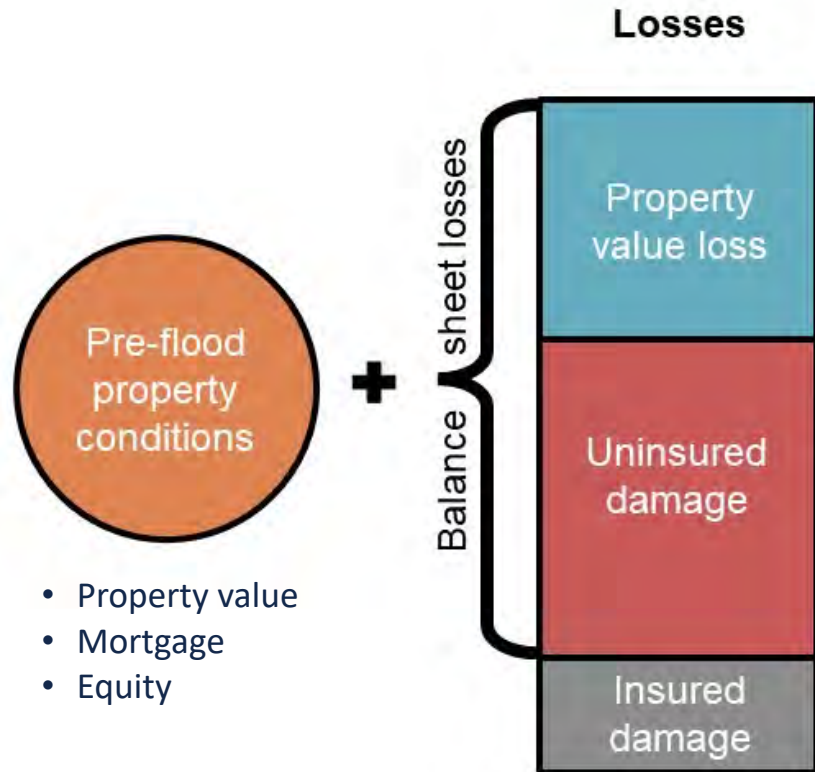 Losses
Pre-flood
property
conditions
+
Balance sheet losses
Property
value loss
Uninsured
damage
Insured
damage
• Property value
• Mortgage
• Equity